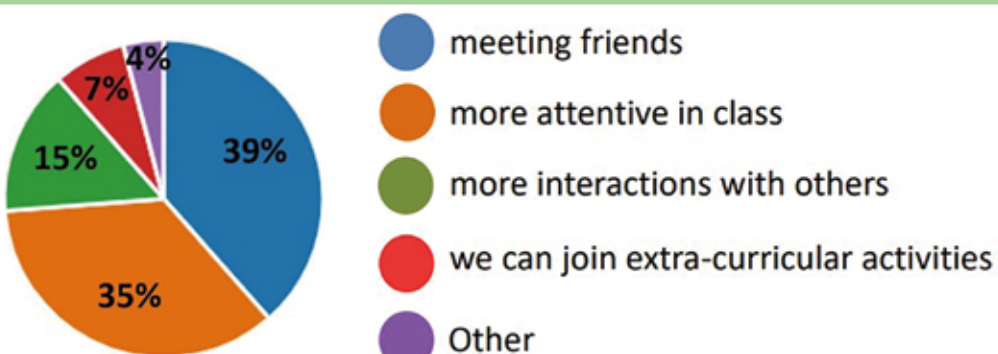 4%
7%
15%
39%
35%
meeting friends
more attentive in class
more interactions with others
we can join extra-curricular activities
Other